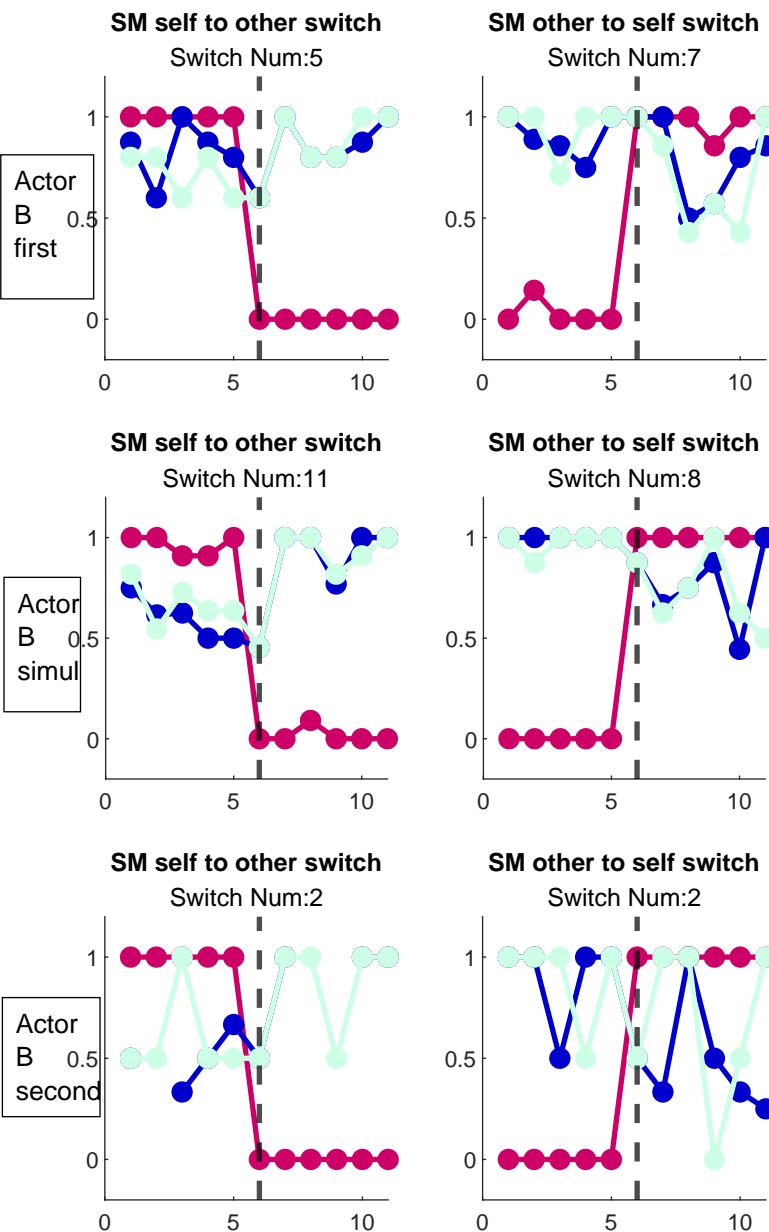 SM self to other switch
Switch Num:5
SM other to self switch
Switch Num:7
Actor
B
first
1
0.5
0
0
5
10
1
0.5
0
0
5
10
SM self to other switch
Switch Num:11
SM other to self switch
Switch Num:8
Actor
B
simul
1
0.5
0
0
5
10
1
0.5
0
0
5
10
SM self to other switch
Switch Num:2
SM other to self switch
Switch Num:2
Actor
B
second
1
0.5
0
0
5
10
1
0.5
0
0
5
10